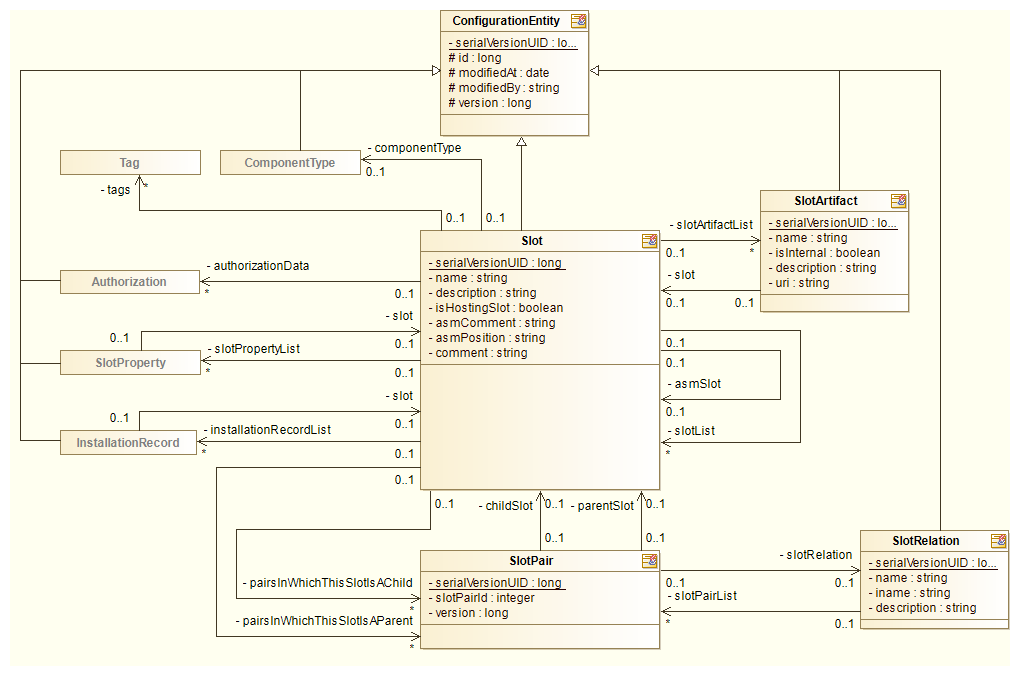 ConfigurationEntity
- serialVersionUID : lo...
# id : long
# modifiedAt : date
# modifiedBy : string
# version : long
Tag
- tags
*
ComponentType
- componentType
0..1
0..1
0..1
SlotArtifact
- serialVersionUID : lo...
- name : string
- isInternal : boolean
- description : string
- uri : string
- slotArtifactList
0..1
*
- slot
0..1
0..1
Slot
- serialVersionUID : long
- name : string
- description : string
- isHostingSlot : boolean
- asmComment : string
- asmPosition : string
- comment : string
Authorization
- authorizationData
*
0..1
- slot
0..1
0..1
SlotProperty
- slotPropertyList
*
0..1
- slot
0..1
0..1
InstallationRecord
- installationRecordList
*
0..1
0..1
0..1
0..1
- asmSlot
0..1
- slotList
*
0..1
- childSlot
0..1
- parentSlot
0..1
0..1
0..1
- pairsInWhichThisSlotIsAChild
*
- pairsInWhichThisSlotIsAParent
*
SlotPair
- serialVersionUID : long
- slotPairId : integer
- version : long
- slotRelation
0..1
0..1
- slotPairList
*
0..1
SlotRelation
- serialVersionUID : lo...
- name : string
- iname : string
- description : string